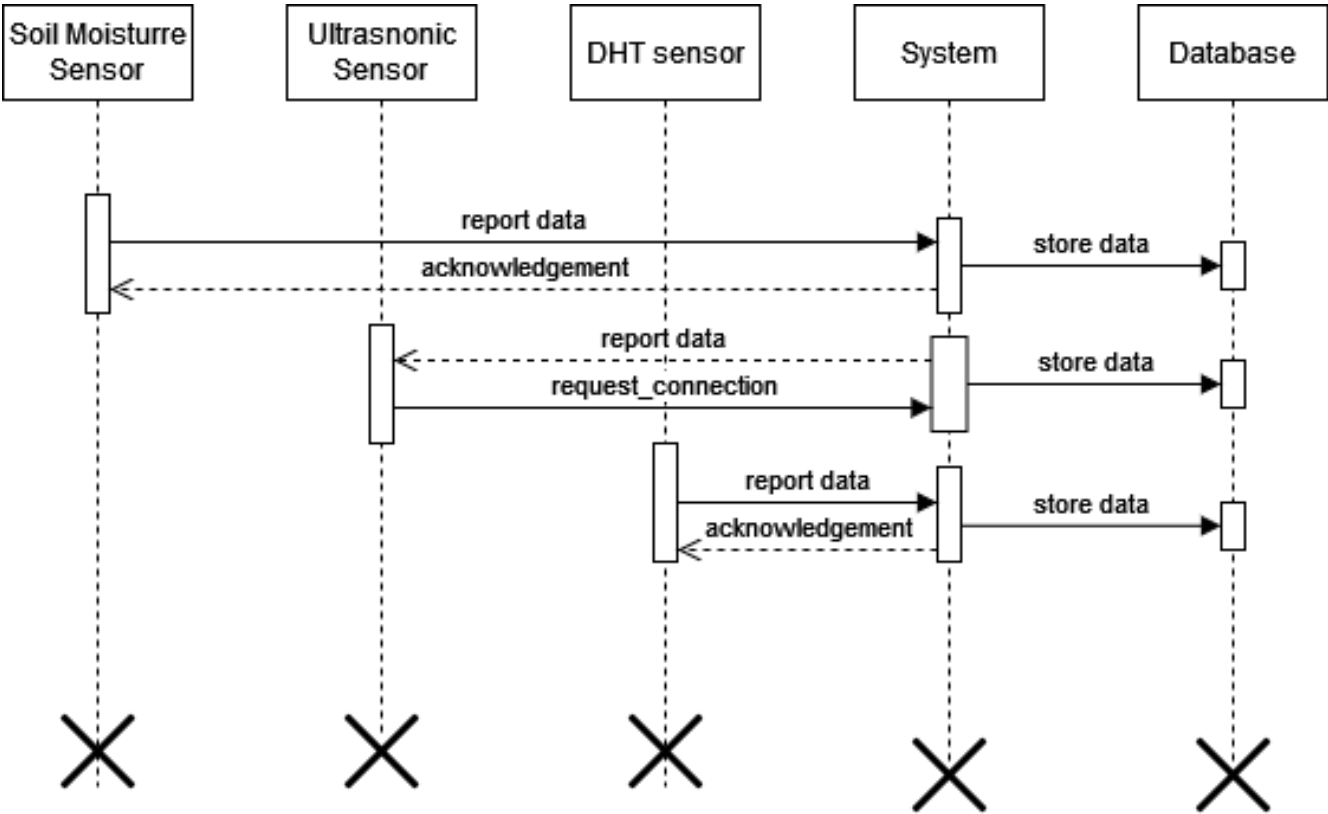 Soil Moisturre
Sensor
Ultrasnonic
Sensor
DHT sensor
System
Database
report data
store data
acknowledgement
report data
store data
request_connection
report data
store data
acknowledgement